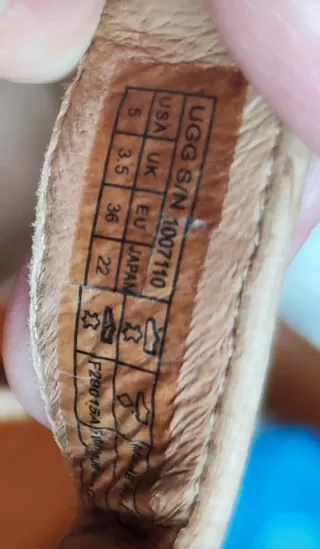 UGG S/N 1007110
USA UK EU JAPAN
5 3.5 36 22
F29015A